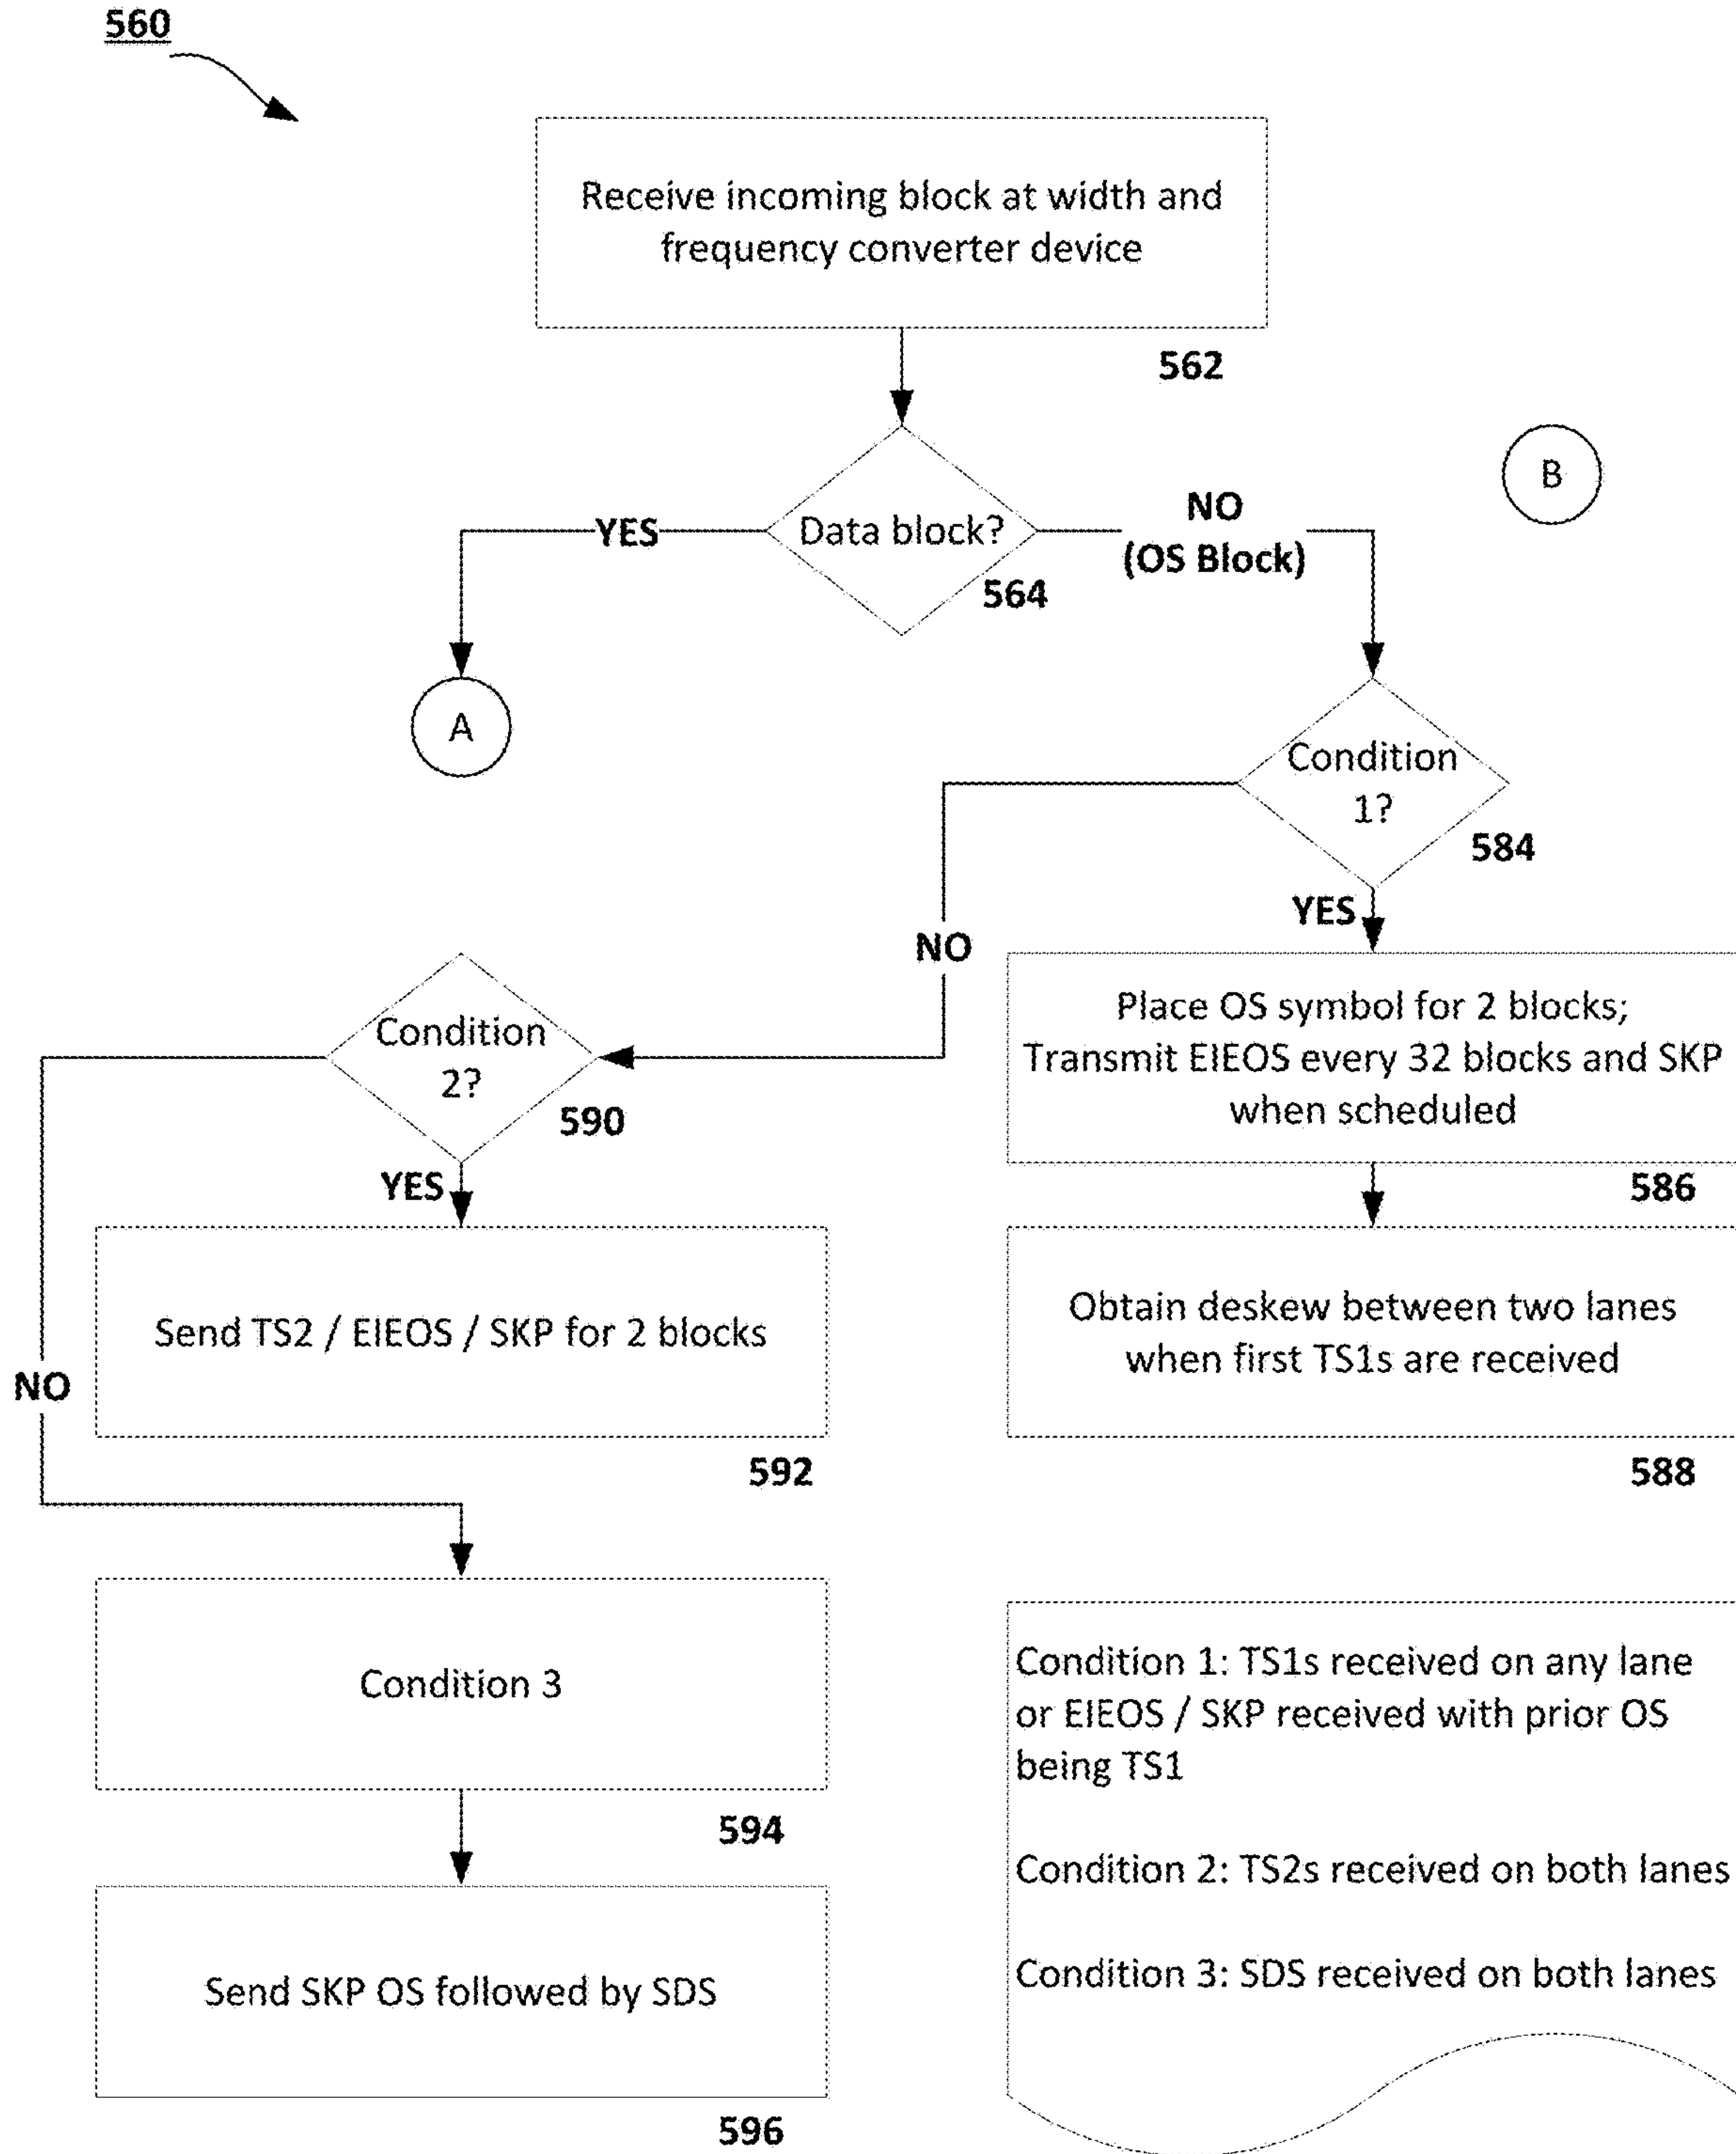 560
Receive incoming block at width and
frequency converter device
562
B
Data block?
564
YES
NO
(OS Block)
A
Condition
1?
584
YES
NO
Place OS symbol for 2 blocks;
Transmit EIEOS every 32 blocks and SKP
when scheduled
586
Condition
2?
590
YES
NO
Send TS2 / EIEOS / SKP for 2 blocks
592
Obtain deskew between two lanes
when first TS1s are received
588
Condition 3
594
Send SKP OS followed by SDS
596
Condition 1: TS1s received on any lane
or EIEOS / SKP received with prior OS
being TS1
Condition 2: TS2s received on both lanes
Condition 3: SDS received on both lanes